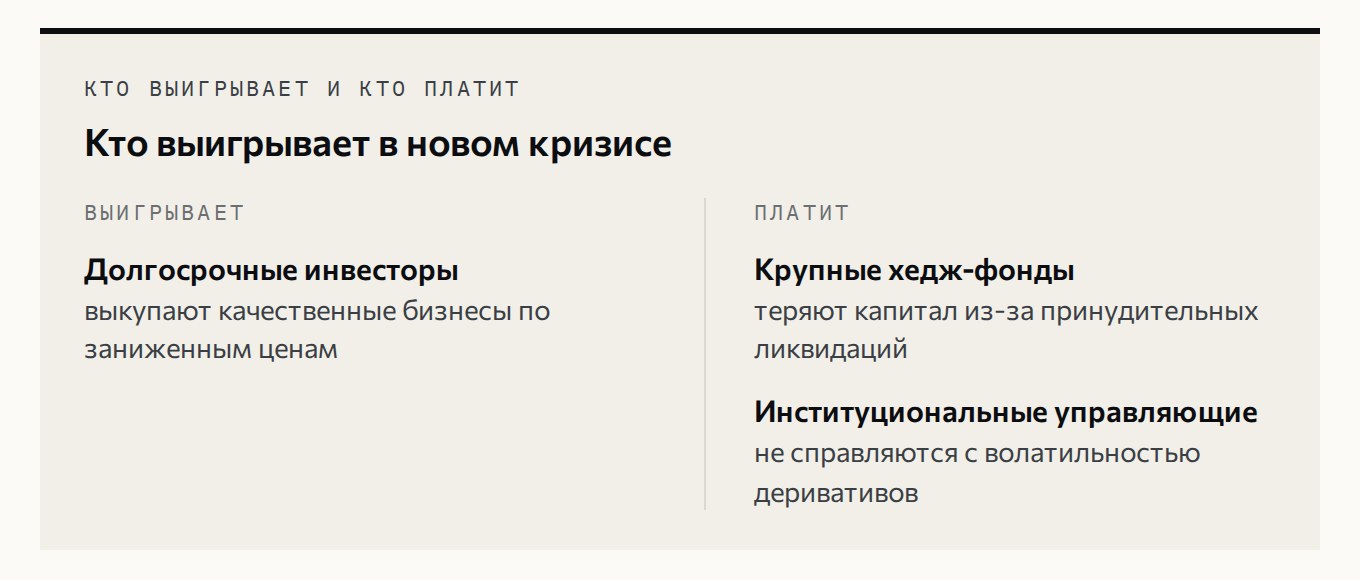 КТО ВЫИГРЫВАЕТ И КТО ПЛАТИТ
Кто выигрывает в новом кризисе
ВЫИГРЫВАЕТ
Долгосрочные инвесторы
выкупают качественные бизнесы по
заниженным ценам
ПЛАТИТ
Крупные хедж-фонды
теряют капитал из-за принудительных
ликвидаций
Институциональные управляющие
не справляются с волатильностью
деривативов